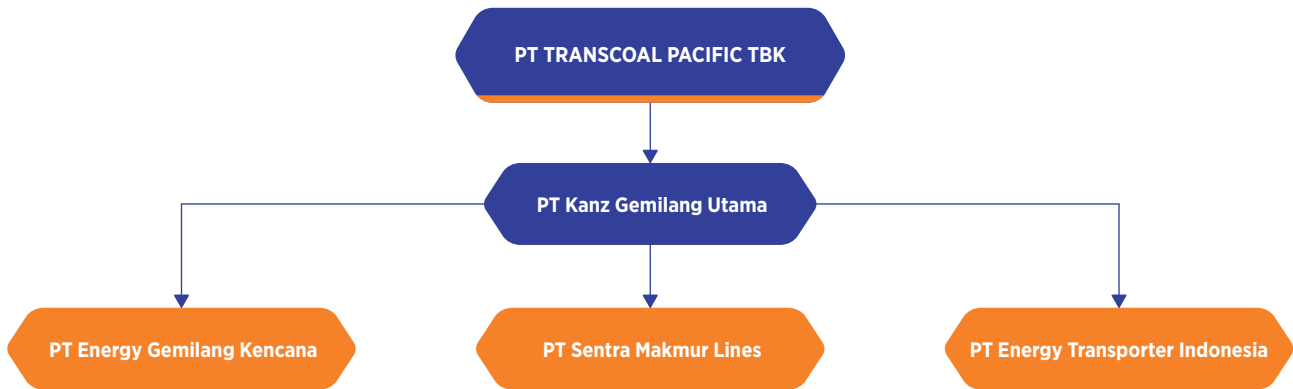 PT TRANSCOAL PACIFIC TBK
PT Kanz Gemilang Utama
PT Energy Gemilang Kencana
PT Sentra Makmur Lines
PT Energy Transporter Indonesia